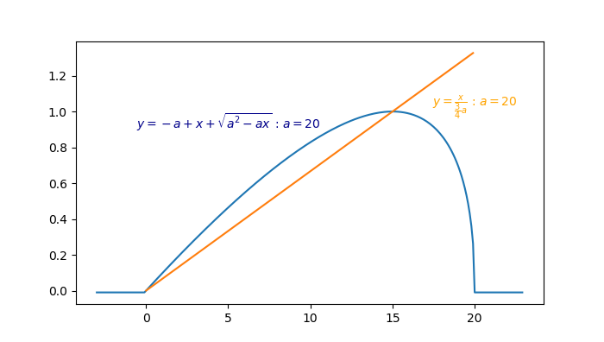 y = x / (3/4 a) : a = 20
y = −a + x + √(a² − ax) : a = 20
1.2
1.0
0.8
0.6
0.4
0.2
0.0
0 5 10 15 20